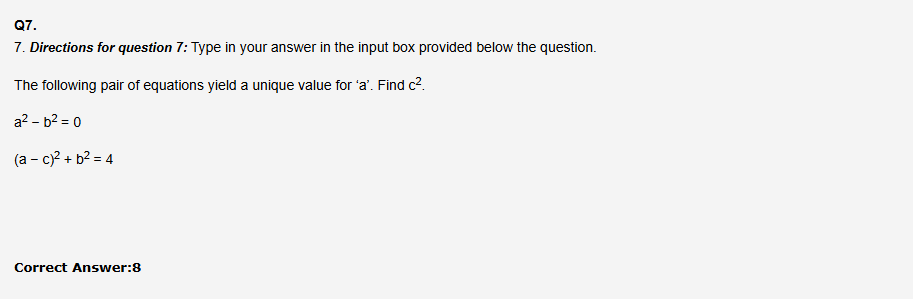 Q7.
7. Directions for question 7: Type in your answer in the input box provided below the question.
The following pair of equations yield a unique value for ‘a’. Find c².
a² – b² = 0
(a – c)² + b² = 4
Correct Answer:8